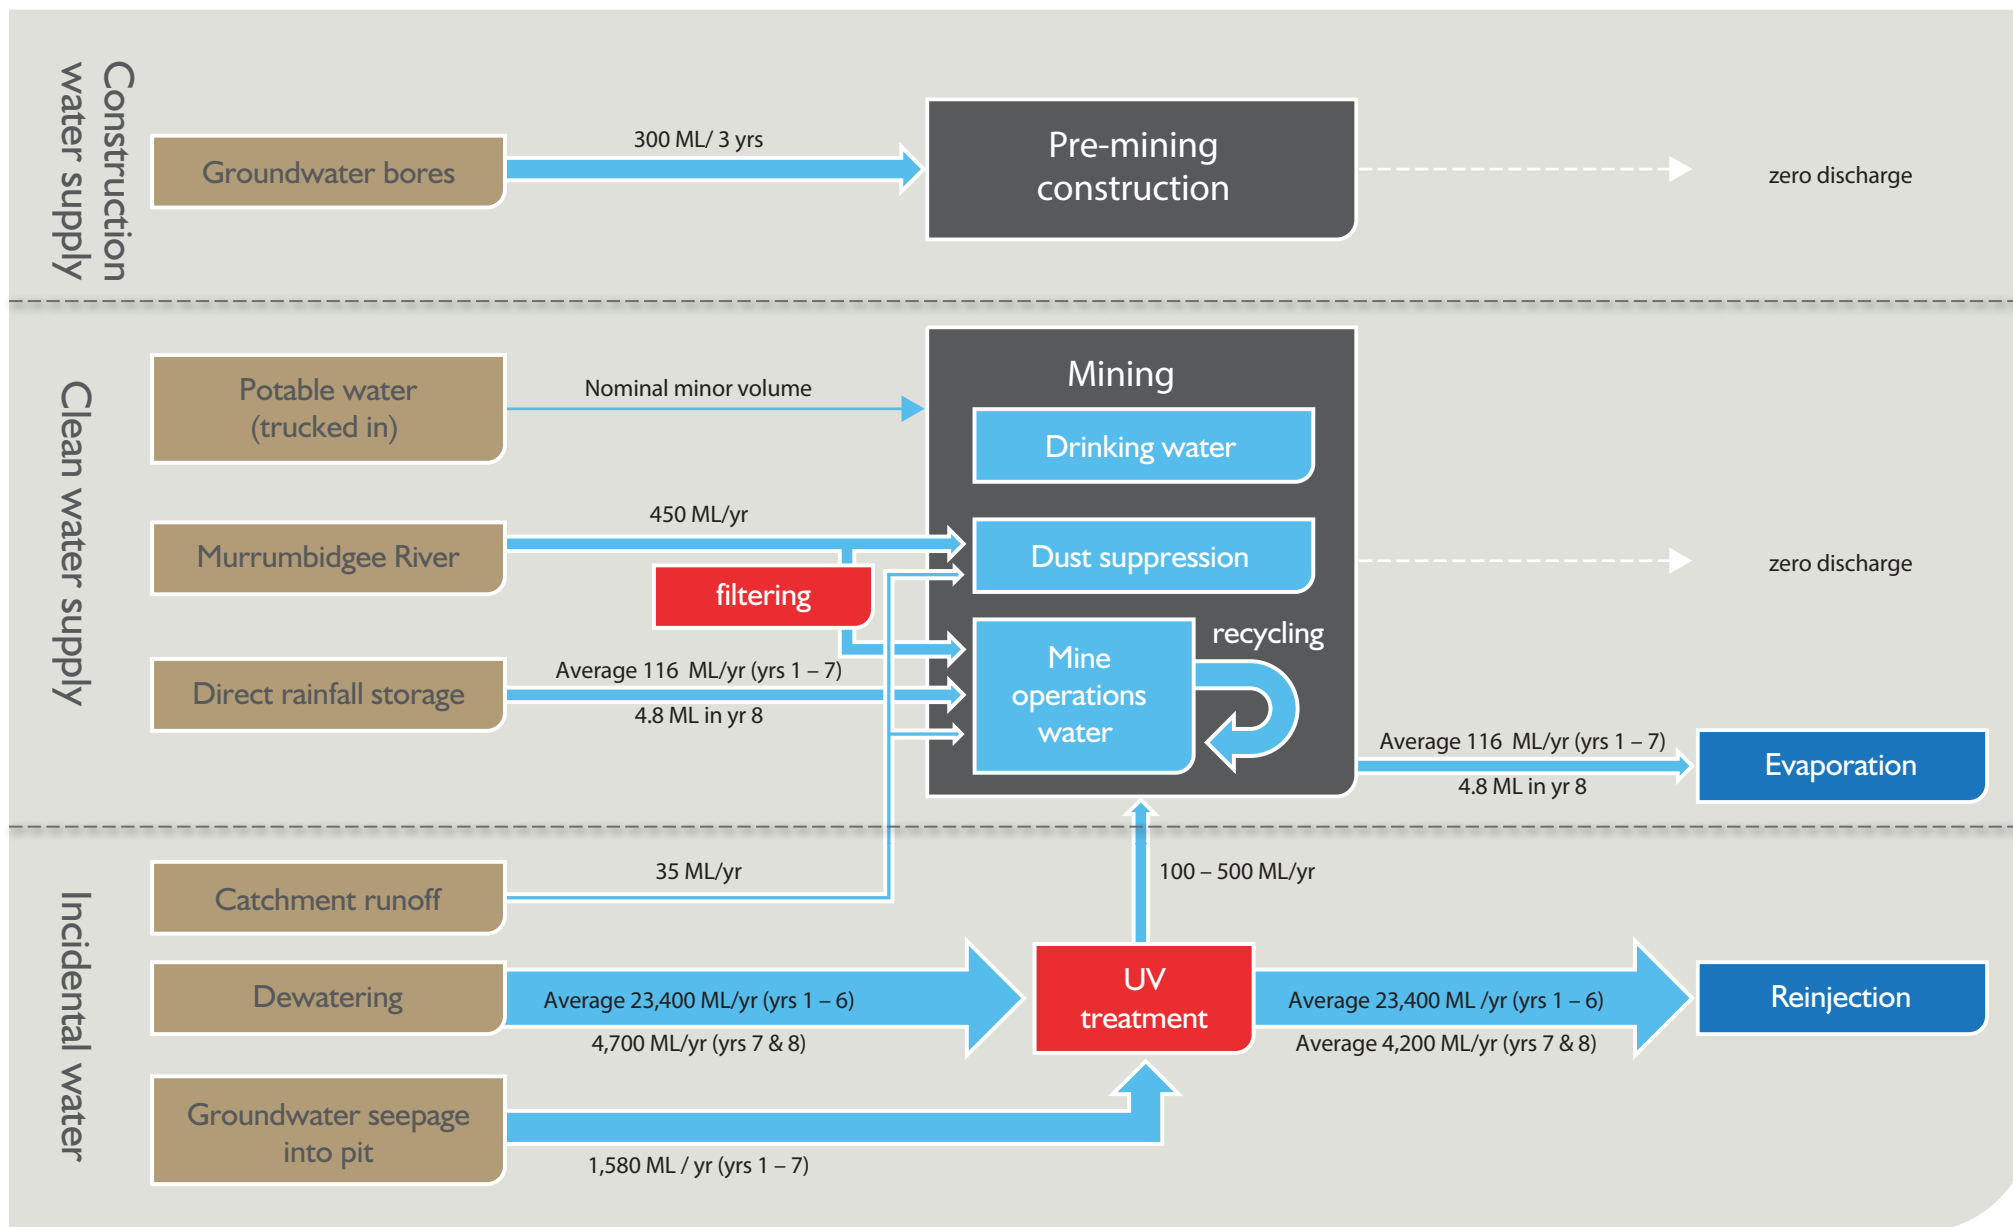 Construction
water supply
Groundwater bores
300 ML/ 3 yrs
Pre-mining
construction
zero discharge
Clean water supply
Potable water
(trucked in)
Nominal minor volume
Mining
Drinking water
Murrumbidgee River
450 ML/yr
filtering
Dust suppression
zero discharge
Direct rainfall storage
Average 116 ML/yr (yrs 1 – 7)
4.8 ML in yr 8
Mine
operations
water
recycling
Average 116 ML/yr (yrs 1 – 7)
4.8 ML in yr 8
Evaporation
Incidental water
Catchment runoff
35 ML/yr
100 – 500 ML/yr
Dewatering
Average 23,400 ML/yr (yrs 1 – 6)
4,700 ML/yr (yrs 7 & 8)
UV
treatment
Average 23,400 ML /yr (yrs 1 – 6)
Average 4,200 ML/yr (yrs 7 & 8)
Reinjection
Groundwater seepage
into pit
1,580 ML / yr (yrs 1 – 7)